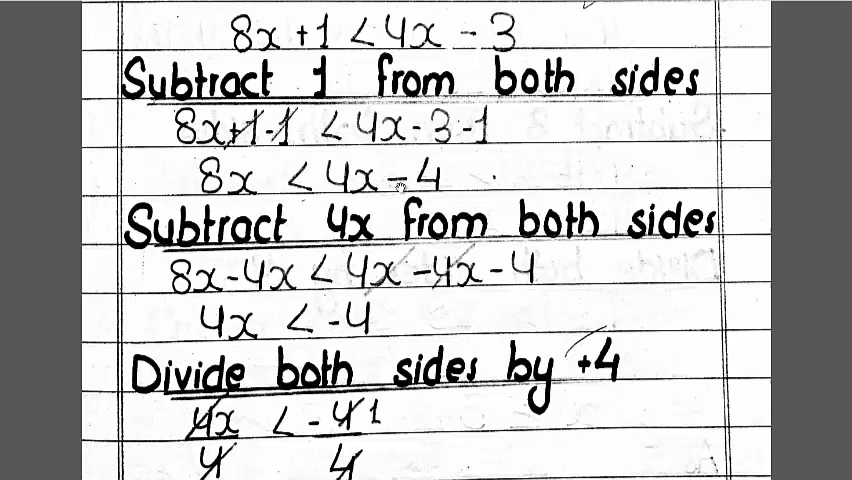 8x+1 < 4x - 3
Subtract 1 from both sides
8x+1-1 < 4x-3-1
8x < 4x-4
Subtract 4x from both sides
8x-4x < 4x-4x-4
4x < -4
Divide both sides by +4
4x < -4 1
4 4